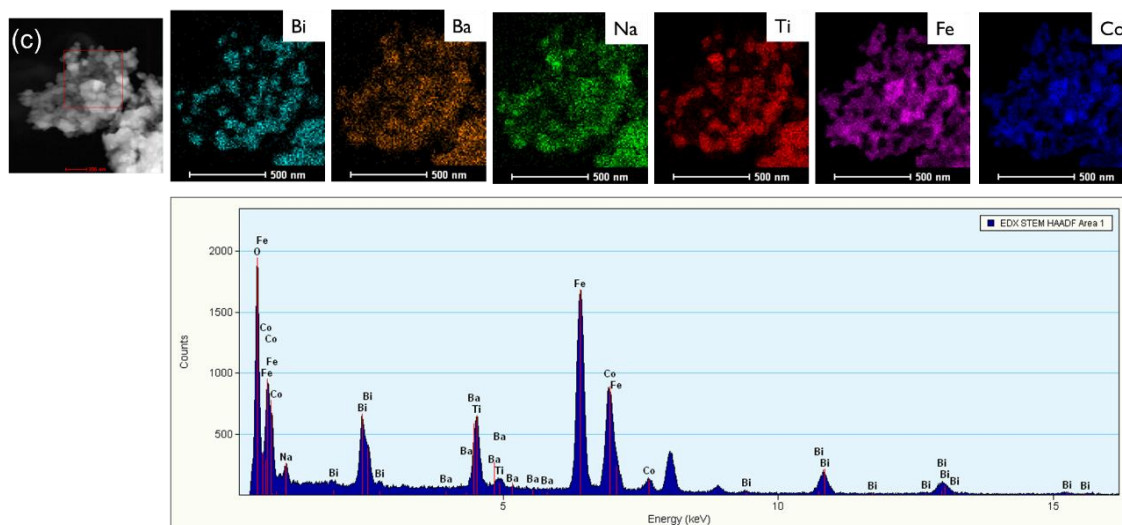 (c)
Bi
Ba
Na
Ti
Fe
Co
500 nm
500 nm
500 nm
500 nm
500 nm
500 nm
EDX STEM HAADF Area 1
Counts
2000
1500
1000
500
Fe
O
Co
Co
Fe
Fe
Co
Na
Bi
Bi
Bi
Bi
Ba
Ba
Ti
Ba
Ba
Ba
Ti
Ba
Ba
Ba
Fe
Co
Fe
Co
Bi
Bi
Bi
Bi
Bi
Bi
Bi
Bi
Bi
Bi
5
10
15
Energy (keV)